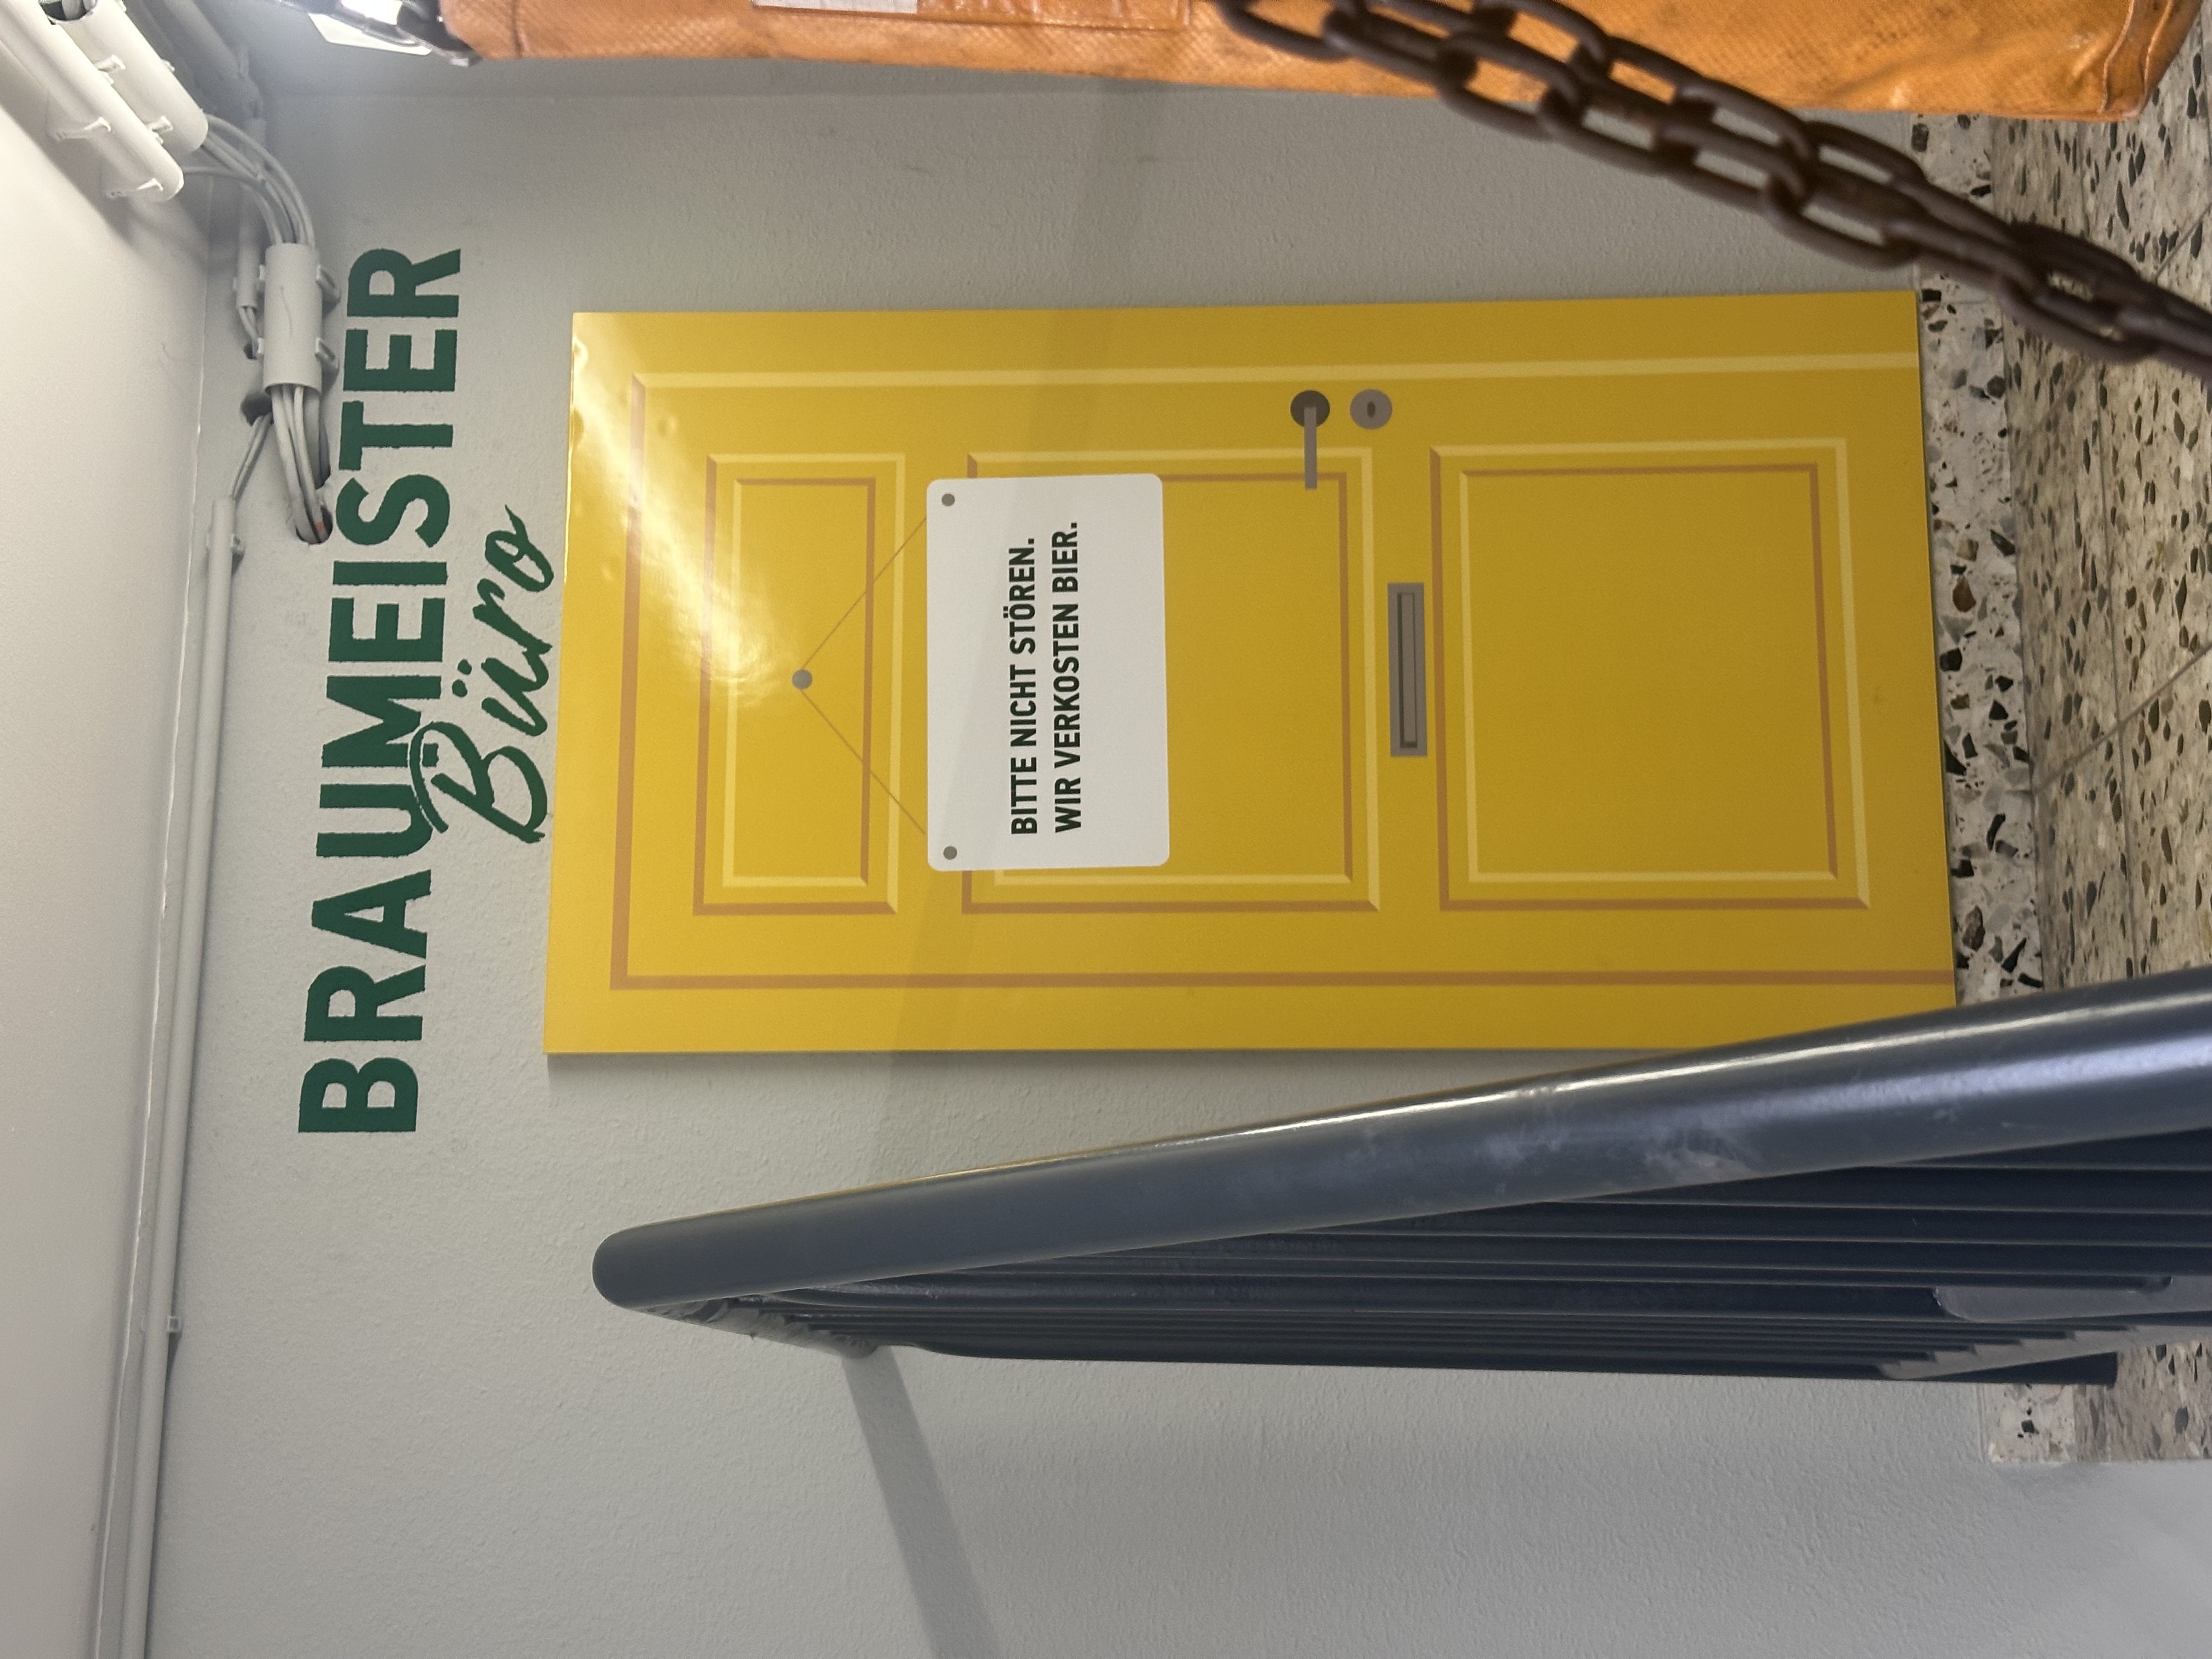 BRAUMEISTER
Büro
BITTE NICHT STÖREN.
WIR VERKOSTEN BIER.